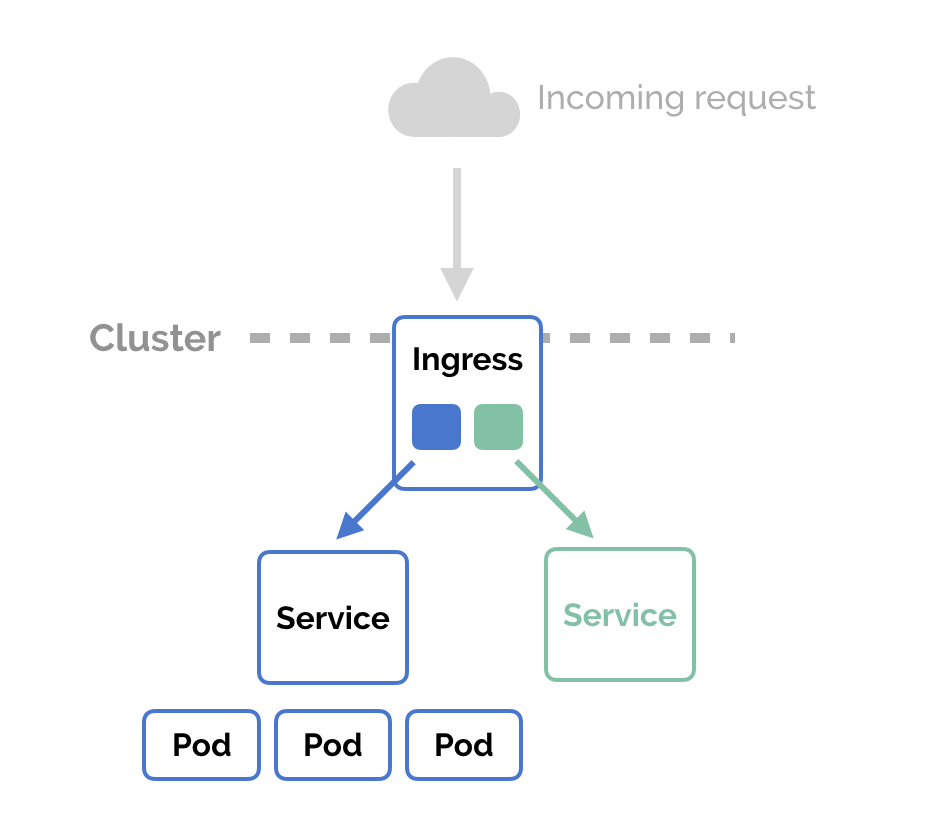 Incoming request
Cluster
Ingress
Service
Service
Pod
Pod
Pod